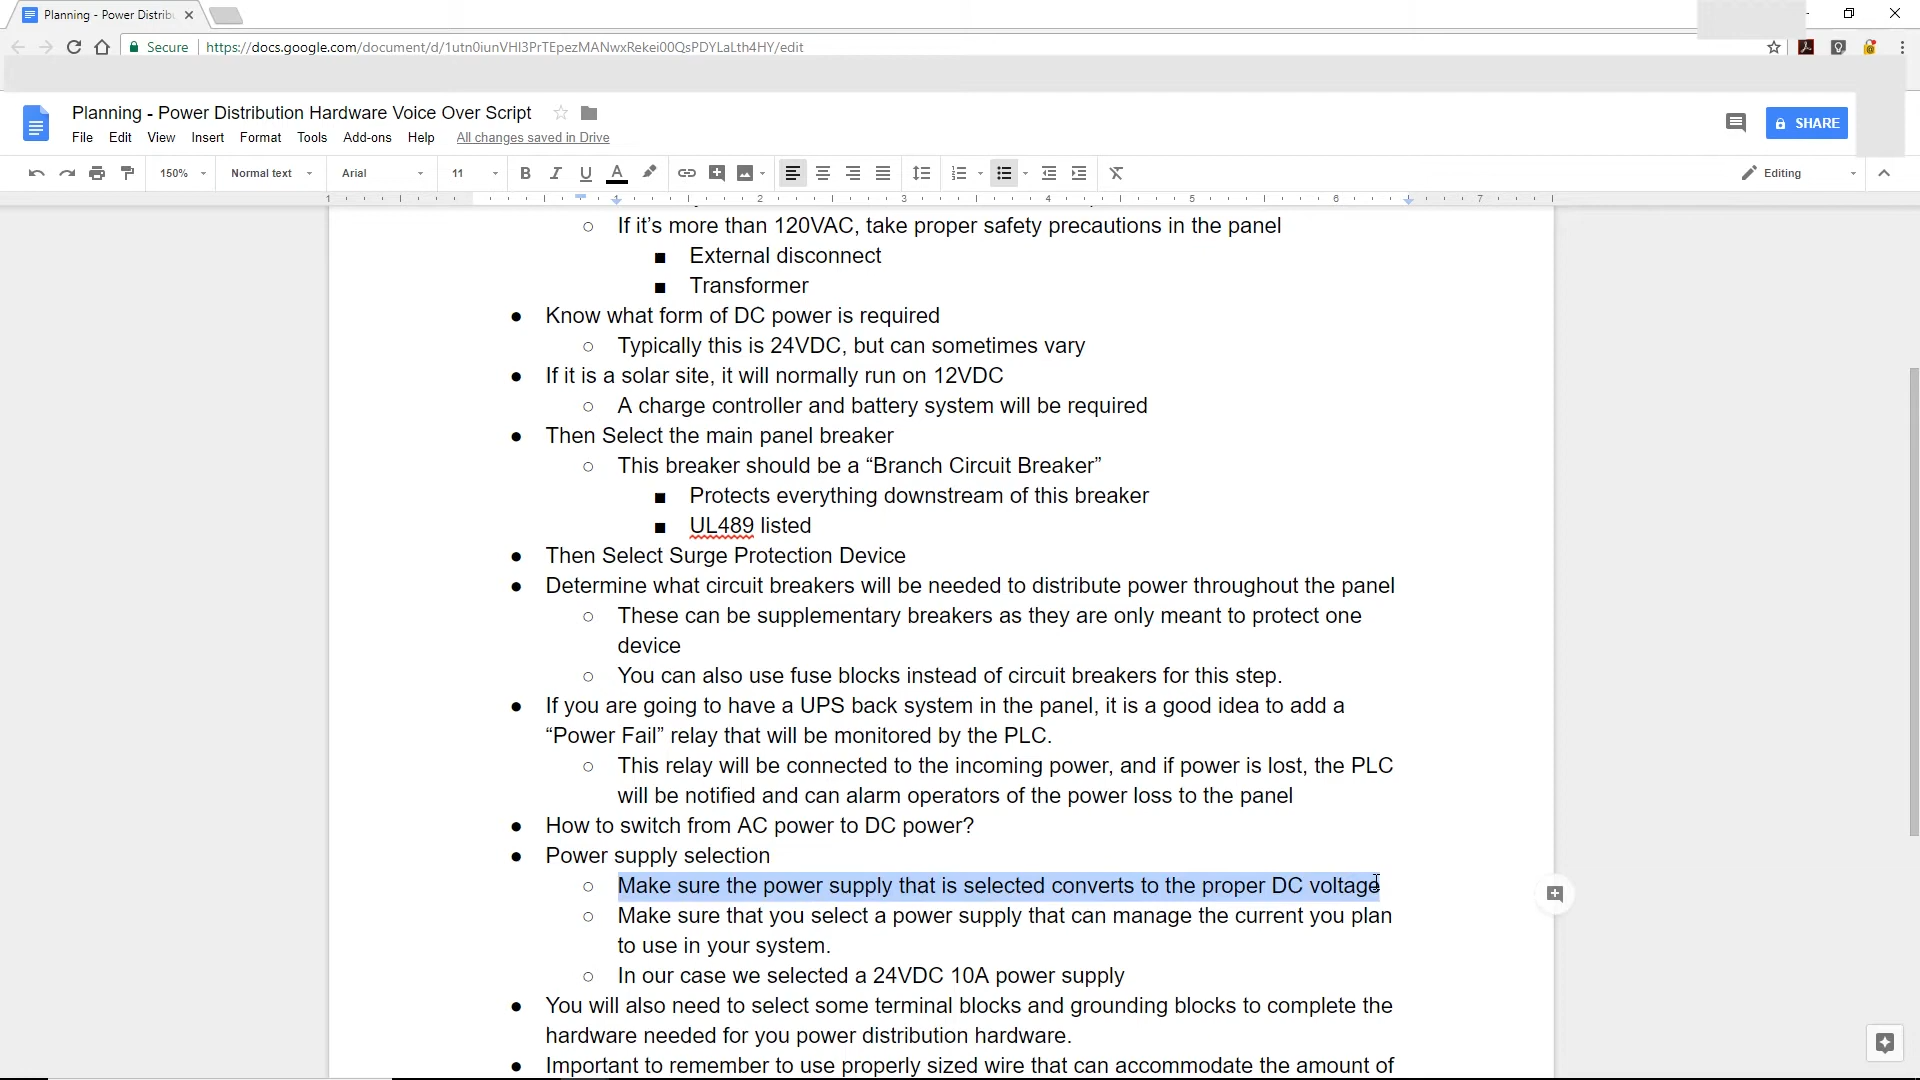 Planning - Power Distrib
Secure
https://docs.google.com/document/d/1utn0iunVHI3PrTEpezMANwxRekei00QsPDYLaLth4HY/edit
Planning - Power Distribution Hardware Voice Over Script
File Edit View Insert Format Tools Add-ons Help All changes saved in Drive
SHARE
150% Normal text Arial 11 B I U A Editing
1 1 2 3 4 5 6 7
If it’s more than 120VAC, take proper safety precautions in the panel
External disconnect
Transformer
Know what form of DC power is required
Typically this is 24VDC, but can sometimes vary
If it is a solar site, it will normally run on 12VDC
A charge controller and battery system will be required
Then Select the main panel breaker
This breaker should be a “Branch Circuit Breaker”
Protects everything downstream of this breaker
UL489 listed
Then Select Surge Protection Device
Determine what circuit breakers will be needed to distribute power throughout the panel
These can be supplementary breakers as they are only meant to protect one
device
You can also use fuse blocks instead of circuit breakers for this step.
If you are going to have a UPS back system in the panel, it is a good idea to add a
“Power Fail” relay that will be monitored by the PLC.
This relay will be connected to the incoming power, and if power is lost, the PLC
will be notified and can alarm operators of the power loss to the panel
How to switch from AC power to DC power?
Power supply selection
Make sure the power supply that is selected converts to the proper DC voltage
Make sure that you select a power supply that can manage the current you plan
to use in your system.
In our case we selected a 24VDC 10A power supply
You will also need to select some terminal blocks and grounding blocks to complete the
hardware needed for you power distribution hardware.
Important to remember to use properly sized wire that can accommodate the amount of